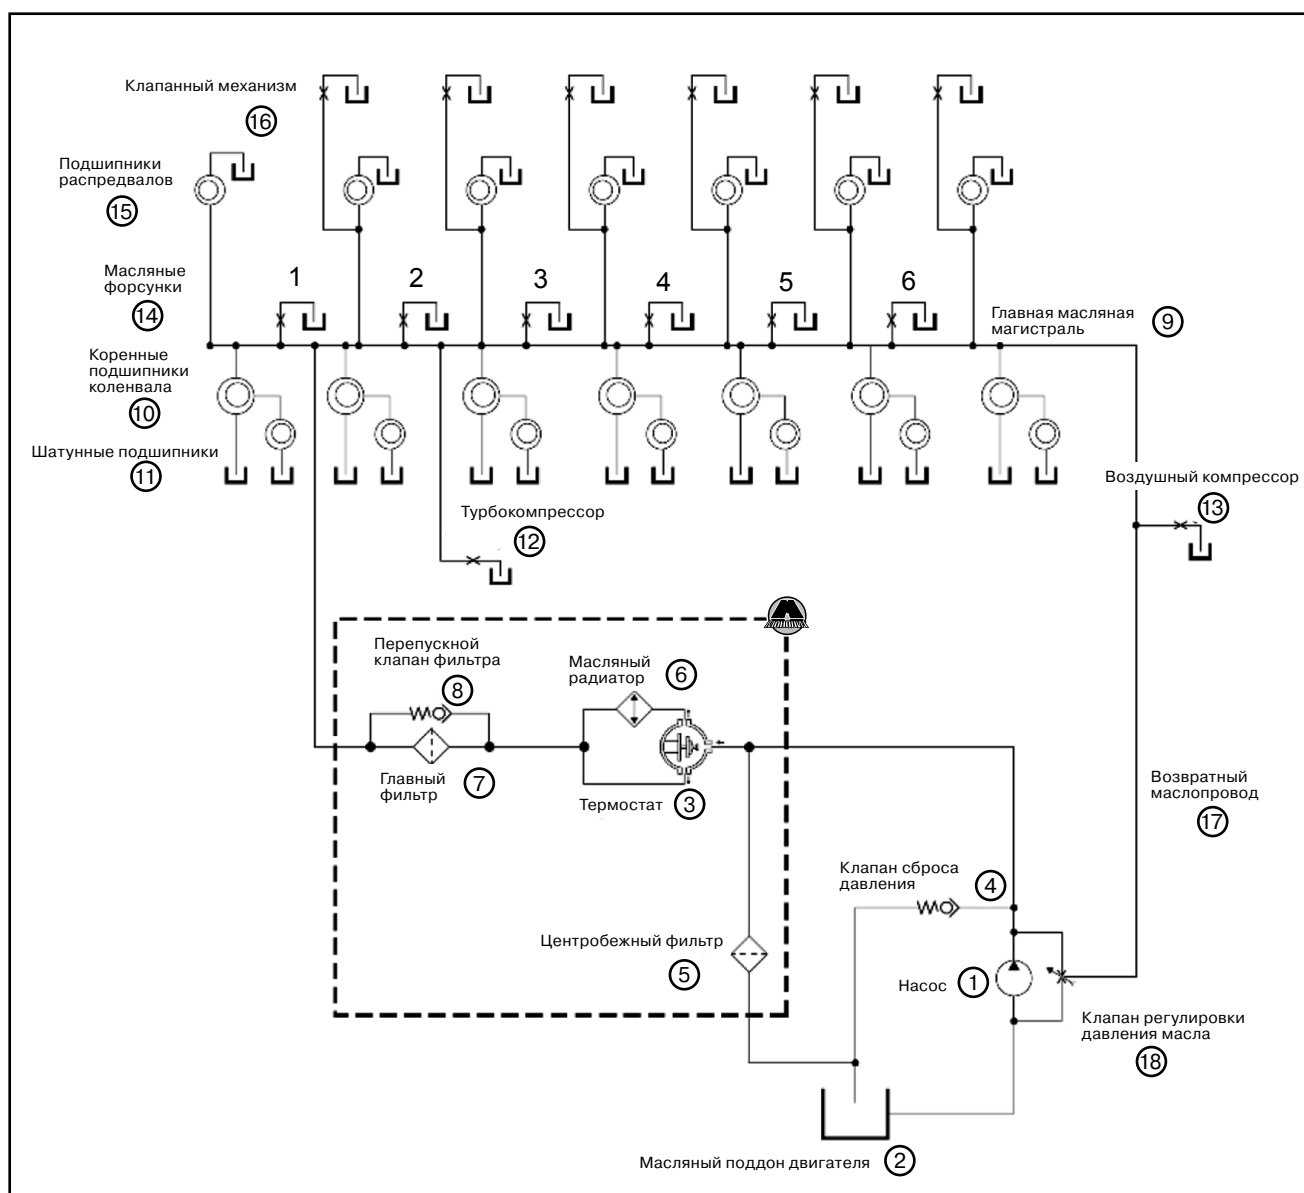 Клапанный механизм
16
Подшипники
распредвалов
15
Масляные
форсунки
14
1
2
3
4
5
6
Главная масляная
магистраль
9
Коренные
подшипники
коленвала
10
Шатунные подшипники
11
Турбокомпрессор
12
Воздушный компрессор
13
Перепускной
клапан фильтра
8
Масляный
радиатор
6
Главный
фильтр
7
Термостат
3
Возвратный
маслопровод
17
Клапан сброса
давления
4
Центробежный фильтр
5
Насос
1
Клапан регулировки
давления масла
18
Масляный поддон двигателя
2